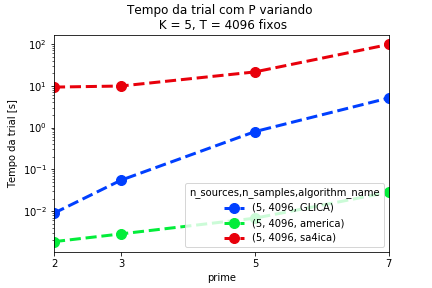 Tempo da trial com P variando
K = 5, T = 4096 fixos
Tempo da trial [s]
10²
10¹
10⁰
10⁻¹
10⁻²
n_sources,n_samples,algorithm_name
(5, 4096, GLICA)
(5, 4096, america)
(5, 4096, sa4ica)
2
3
5
7
prime